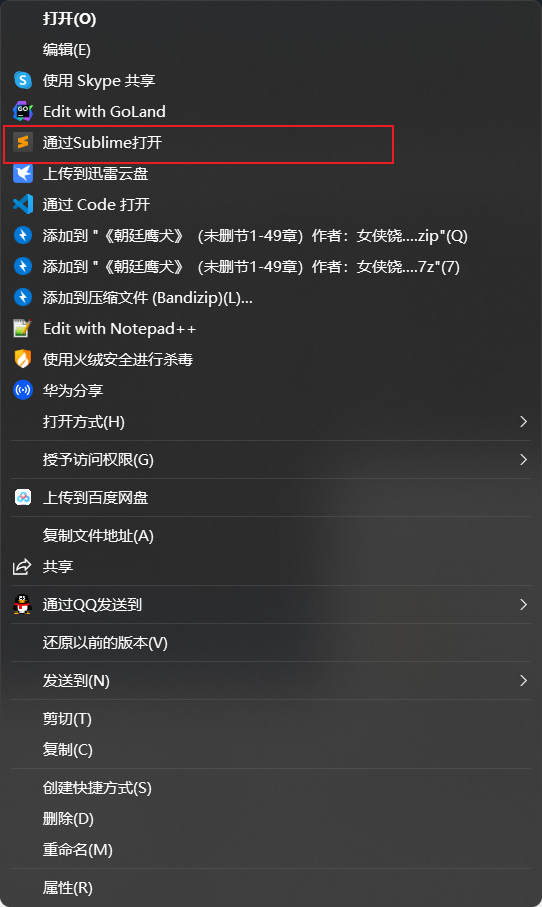 打开(O)
编辑(E)
使用 Skype 共享
Edit with GoLand
通过Sublime打开
上传到迅雷云盘
通过 Code 打开
添加到 "《朝廷鹰犬》（未删节1-49章）作者：女侠饶....zip"(Q)
添加到 "《朝廷鹰犬》（未删节1-49章）作者：女侠饶....7z"(7)
添加到压缩文件 (Bandizip)(L)...
Edit with Notepad++
使用火绒安全进行杀毒
华为分享
打开方式(H)
授予访问权限(G)
上传到百度网盘
复制文件地址(A)
共享
通过QQ发送到
还原以前的版本(V)
发送到(N)
剪切(T)
复制(C)
创建快捷方式(S)
删除(D)
重命名(M)
属性(R)